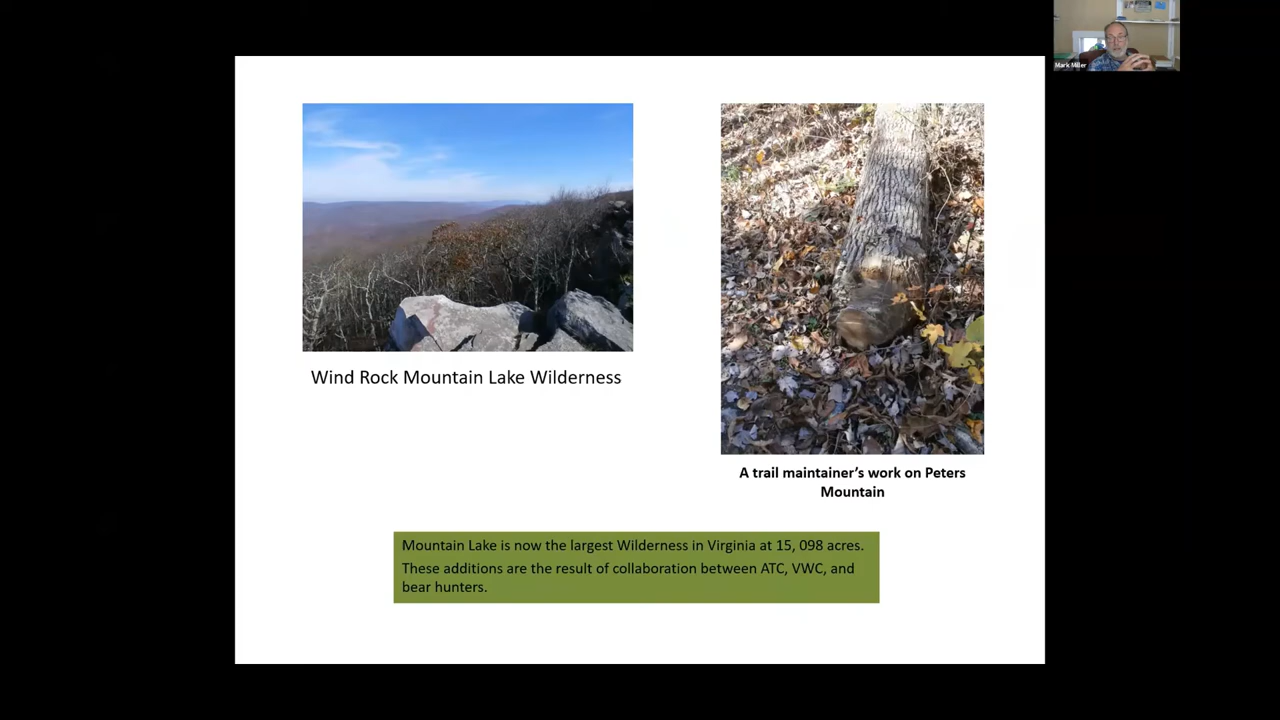 Mark Miller
Wind Rock Mountain Lake Wilderness
A trail maintainer's work on Peters
Mountain
Mountain Lake is now the largest Wilderness in Virginia at 15, 098 acres.
These additions are the result of collaboration between ATC, VWC, and
bear hunters.